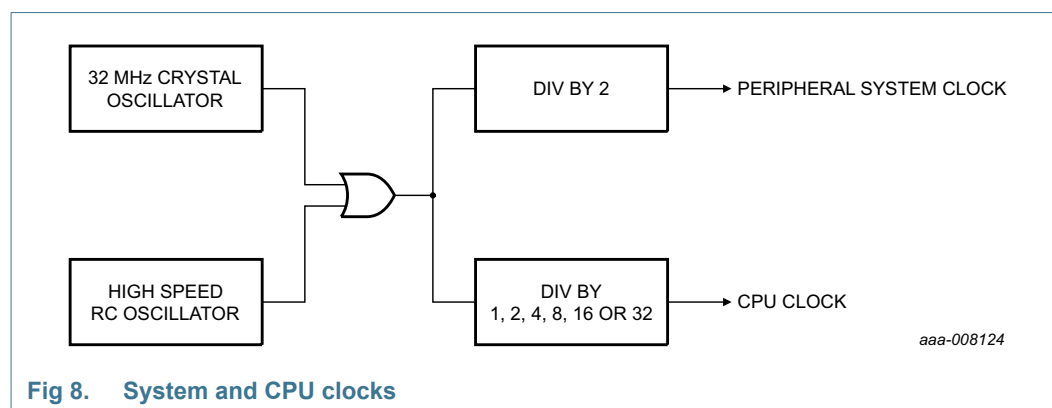 32 MHz CRYSTAL
OSCILLATOR
DIV BY 2
PERIPHERAL SYSTEM CLOCK
HIGH SPEED
RC OSCILLATOR
DIV BY
1, 2, 4, 8, 16 OR 32
CPU CLOCK
aaa-008124
Fig 8. System and CPU clocks